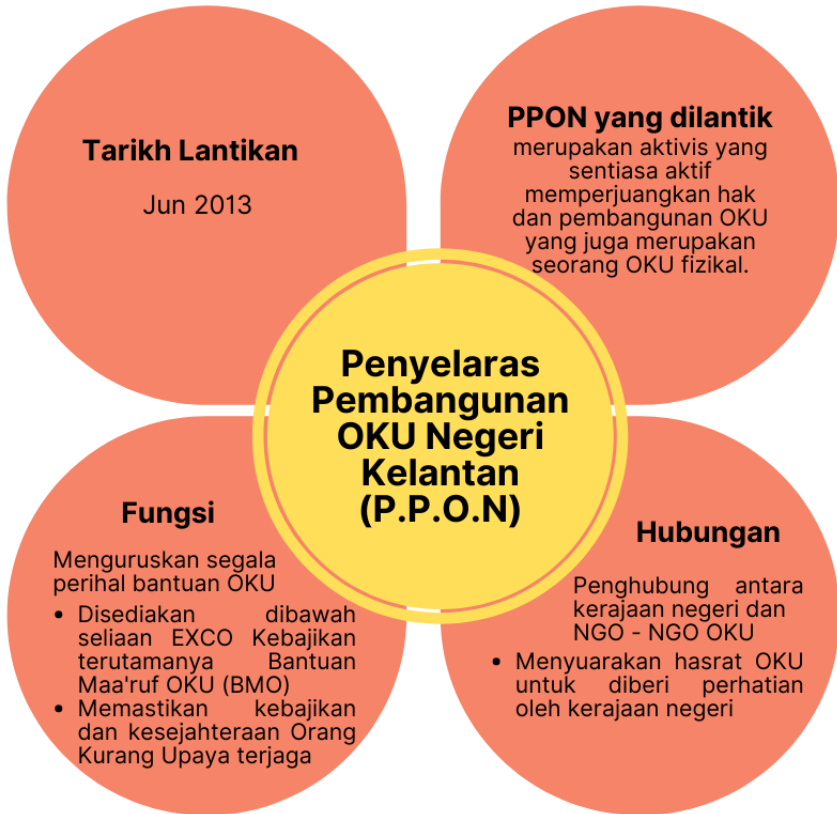 Tarikh Lantikan
Jun 2013
PPON yang dilantik
merupakan aktivis yang
sentiasa aktif
memperjuangkan hak
dan pembangunan OKU
yang juga merupakan
seorang OKU fizikal.
Penyelaras
Pembangunan
OKU Negeri
Kelantan
(P.P.O.N)
Fungsi
Menguruskan segala
perihal bantuan OKU
• Disediakan dibawah
seliaan EXCO Kebajikan
terutamanya Bantuan
Maa'ruf OKU (BMO)
• Memastikan kebajikan
dan kesejahteraan Orang
Kurang Upaya terjaga
Hubungan
Penghubung antara
kerajaan negeri dan
NGO - NGO OKU
• Menyuarakan hasrat OKU
untuk diberi perhatian
oleh kerajaan negeri